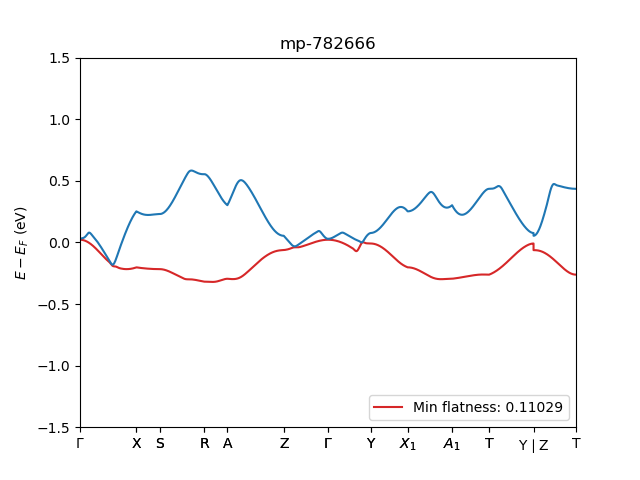 mp-782666
E − E_F (eV)
1.5
1.0
0.5
0.0
−0.5
−1.0
−1.5
Min flatness: 0.11029
Γ X S R A Z Γ Y X₁ A₁ T Y | Z T